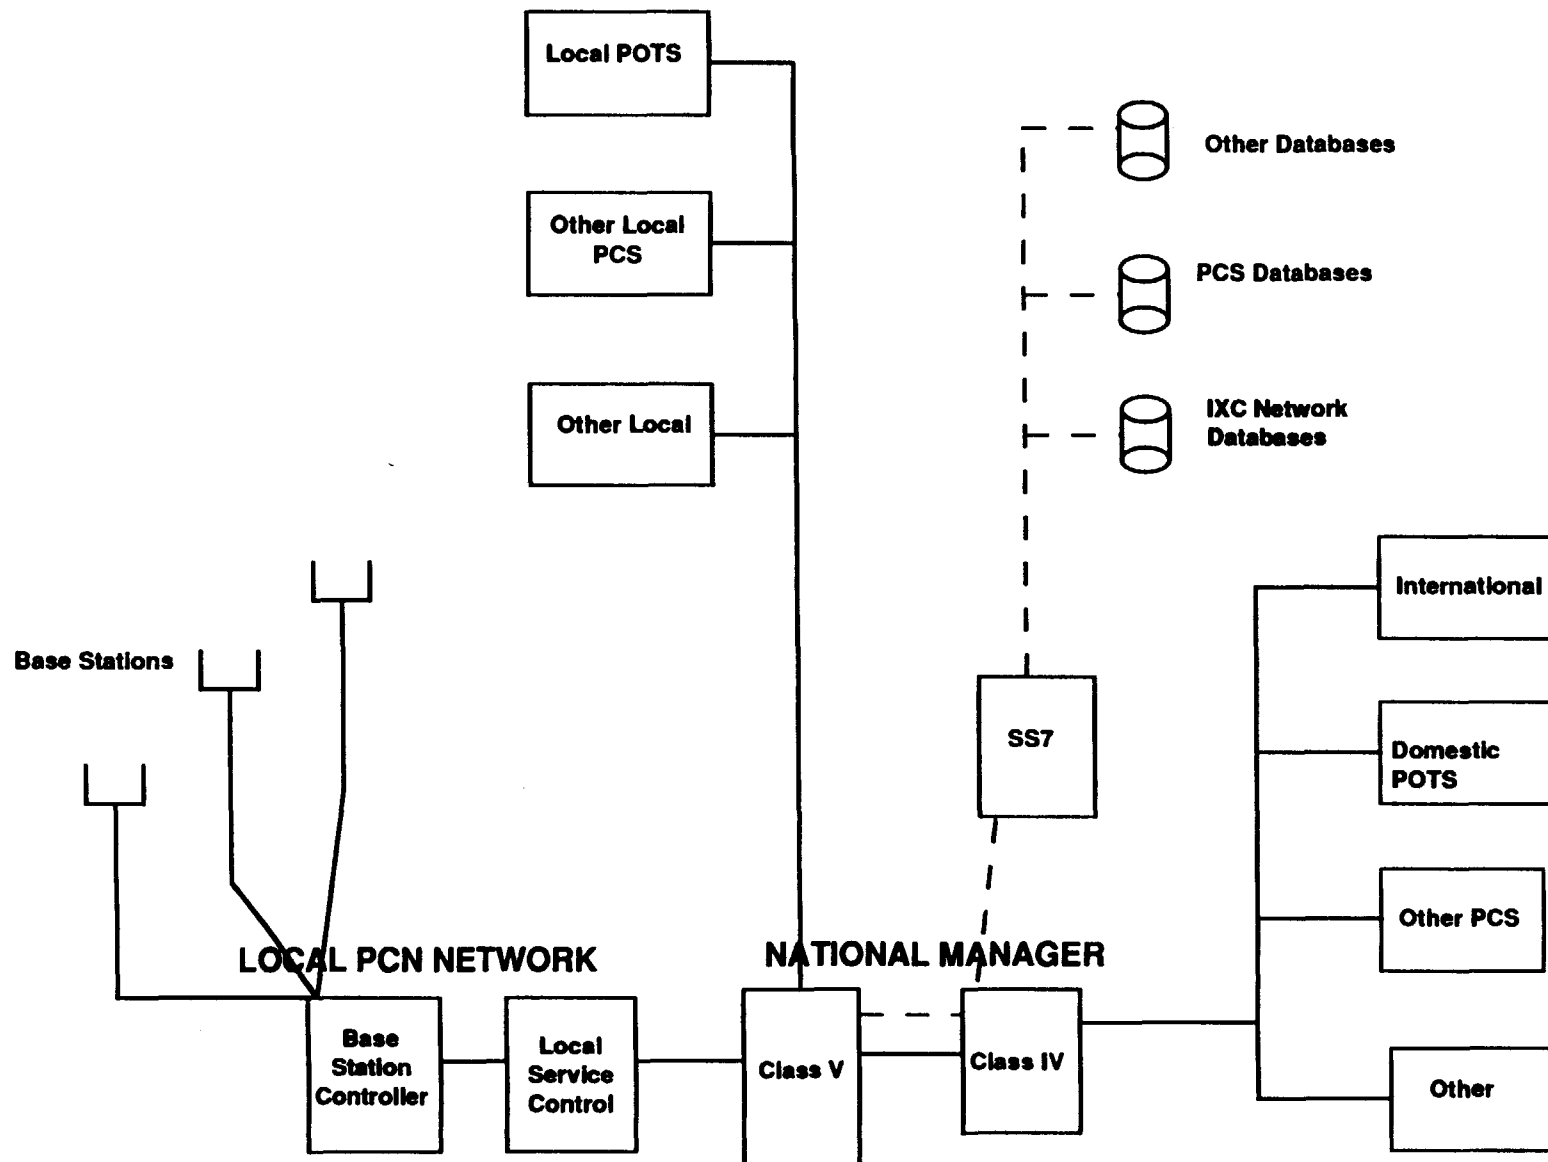 Local POTS
Other Databases
Other Local
PCS
PCS Databases
IXC Network
Databases
Other Local
International
Base Stations
SS7
Domestic
POTS
Other PCS
LOCAL PCN NETWORK
NATIONAL MANAGER
Base
Station
Controller
Local
Service
Control
Class V
Class IV
Other